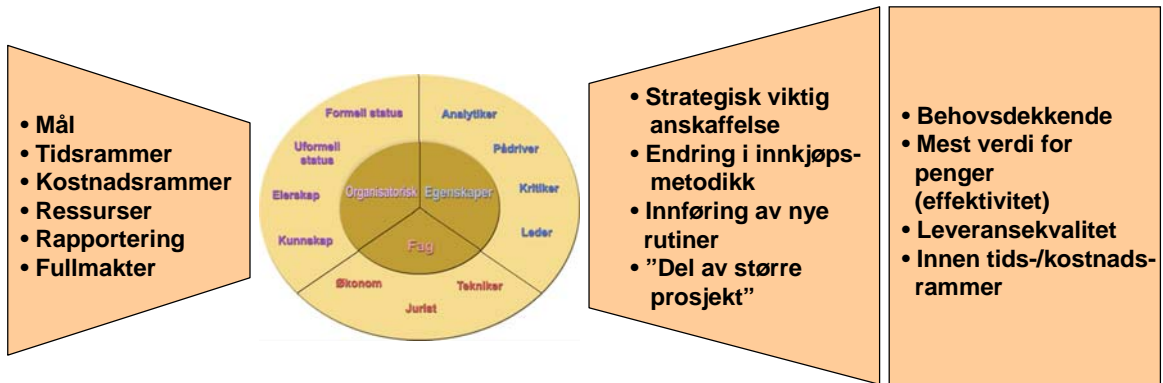 • Mål
• Tidsrammer
• Kostnadsrammer
• Ressurser
• Rapportering
• Fullmakter
Formell status
Uformell
status
Eierskap
Kunnskap
Organisatorisk
Analytiker
Pådriver
Kritiker
Leder
Egenskaper
Fag
Økonom
Jurist
Tekniker
• Strategisk viktig
anskaffelse
• Endring i innkjøps-
metodikk
• Innføring av nye
rutiner
• ”Del av større
prosjekt”
• Behovsdekkende
• Mest verdi for
penger
(effektivitet)
• Leveransekvalitet
• Innen tids-/kostnads-
rammer